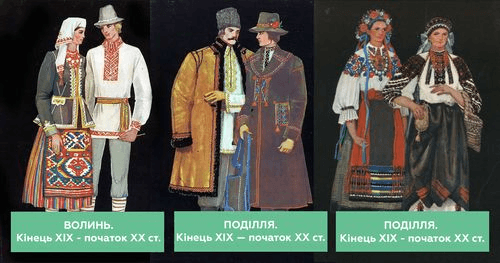 ВОЛИНЬ.
Кінець XIX - початок XX ст.
ПОДІЛЛЯ.
Кінець XIX — початок XX ст.
ПОДІЛЛЯ.
Кінець XIX - початок XX ст.